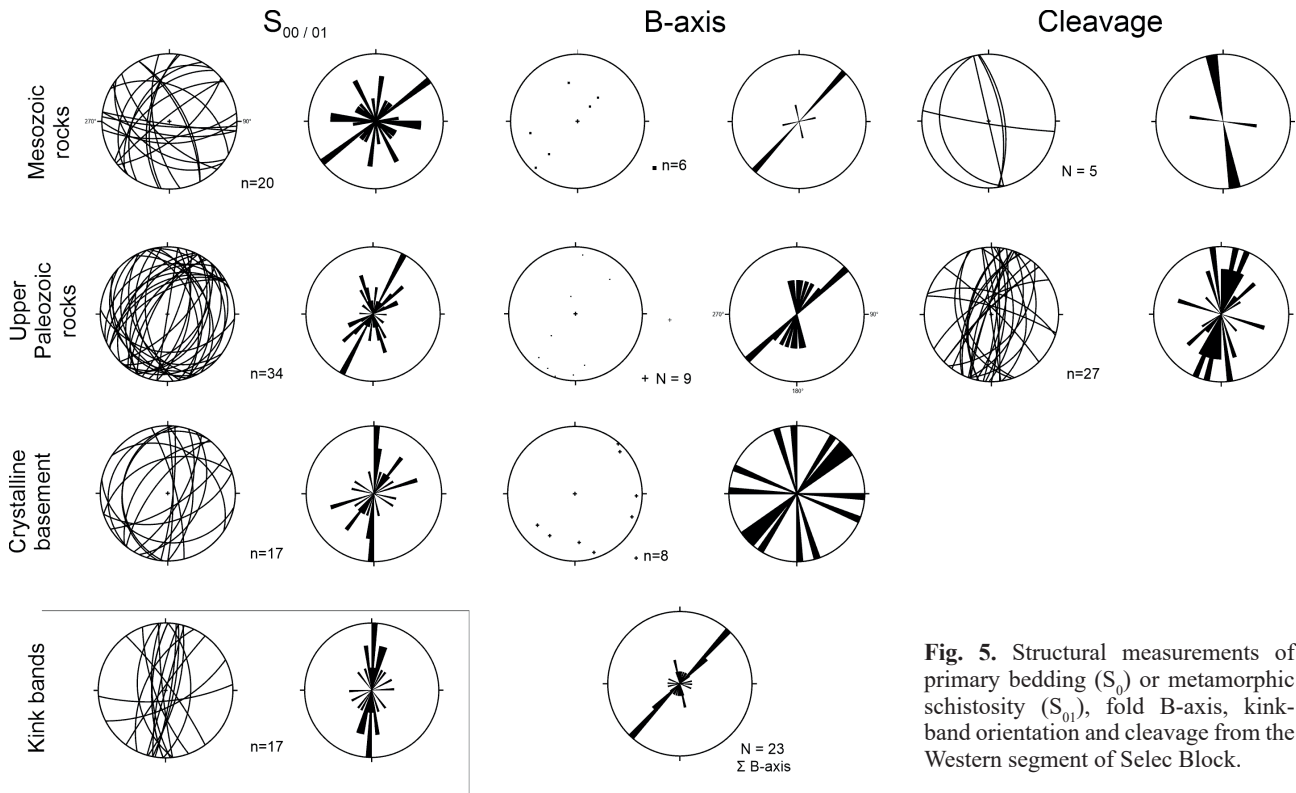 S00 / 01 B-axis Cleavage
Mesozoic
rocks
270° 90°
n=20
n=6
N = 5
Upper
Paleozoic
rocks
n=34
N = 9
270° 90°
180°
n=27
Crystalline
basement
n=17
n=8
Kink bands
n=17
N = 23
Σ B-axis
Fig. 5. Structural measurements of
primary bedding (S0) or metamorphic
schistosity (S01), fold B-axis, kink-
band orientation and cleavage from the
Western segment of Selec Block.